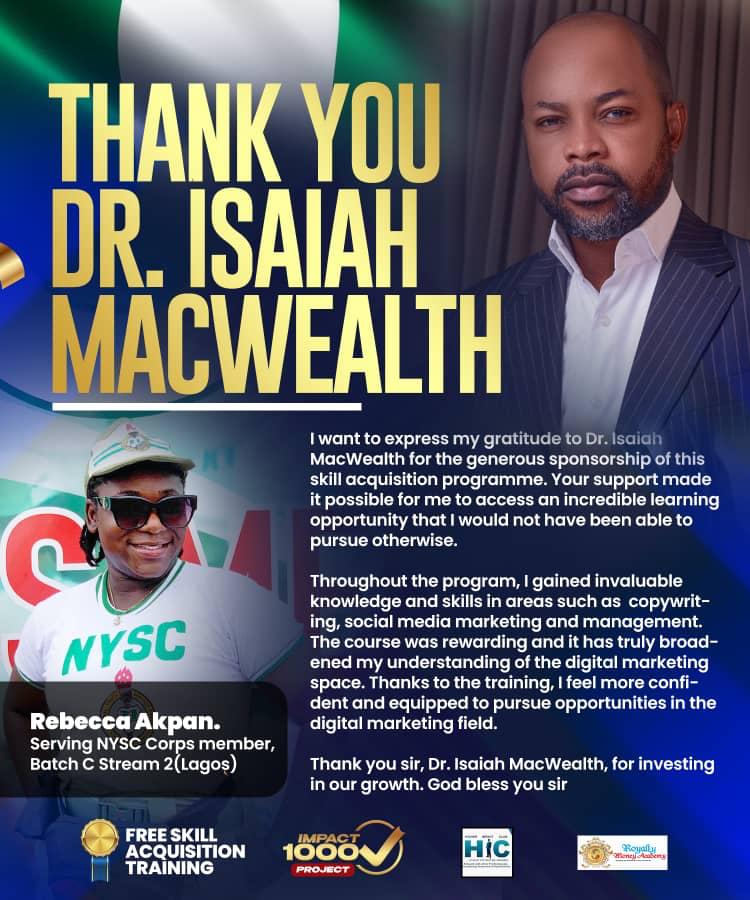 THANK YOU
DR. ISAIAH
MACWEALTH
I want to express my gratitude to Dr. Isaiah
MacWealth for the generous sponsorship of this
skill acquisition programme. Your support made
it possible for me to access an incredible learning
opportunity that I would not have been able to
pursue otherwise.
Throughout the program, I gained invaluable
knowledge and skills in areas such as copywrit-
ing, social media marketing and management.
The course was rewarding and it has truly broad-
ened my understanding of the digital marketing
space. Thanks to the training, I feel more confi-
dent and equipped to pursue opportunities in the
digital marketing field.
Thank you sir, Dr. Isaiah MacWealth, for investing
in our growth. God bless you sir
NYSC
Rebecca Akpan.
Serving NYSC Corps member,
Batch C Stream 2(Lagos)
FREE SKILL
ACQUISITION
TRAINING
IMPACT
1000
PROJECT
HIC
Royally
Money Academy